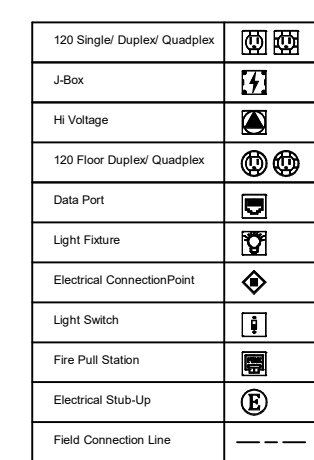 120 Single/ Duplex/ Quadplex
J-Box
Hi Voltage
120 Floor Duplex/ Quadplex
Data Port
Light Fixture
Electrical ConnectionPoint
Light Switch
Fire Pull Station
FIRE
Electrical Stub-Up
E
Field Connection Line